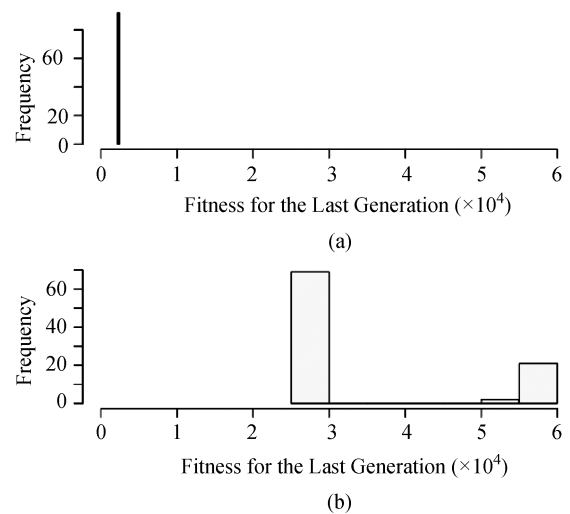 Frequency
60
20
0
0 1 2 3 4 5 6
Fitness for the Last Generation (×10⁴)
(a)
Frequency
60
40
20
0
0 1 2 3 4 5 6
Fitness for the Last Generation (×10⁴)
(b)